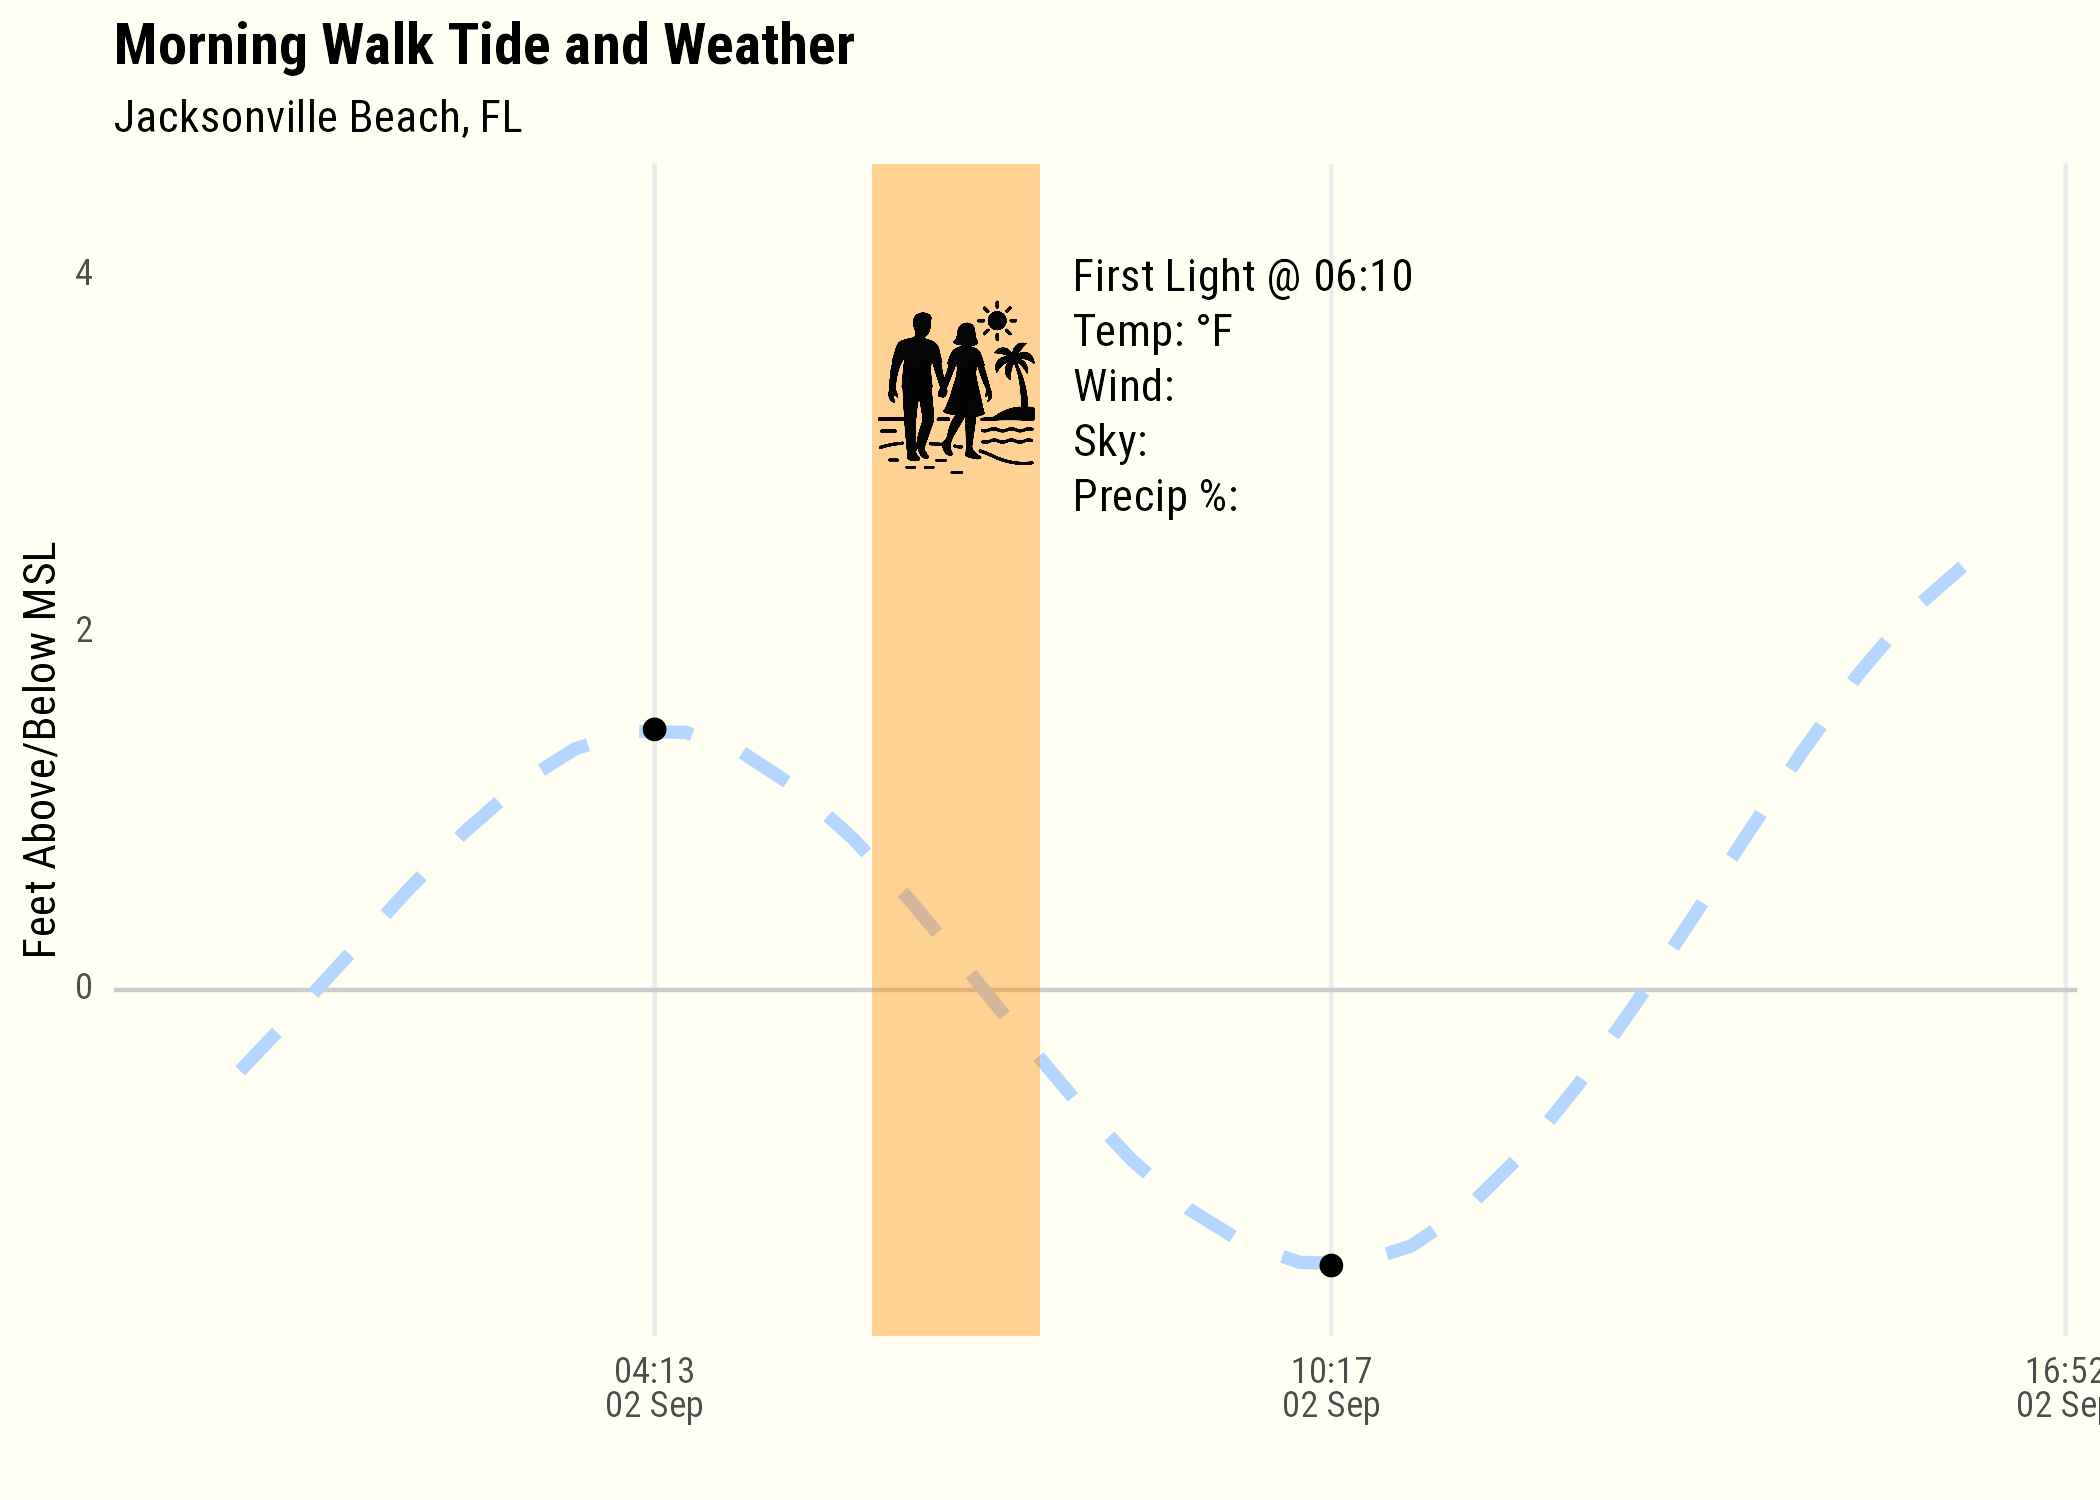 Morning Walk Tide and Weather
Jacksonville Beach, FL
First Light @ 06:10
Temp: °F
Wind:
Sky:
Precip %:
Feet Above/Below MSL
4
2
0
04:13
02 Sep
10:17
02 Sep
16:52
02